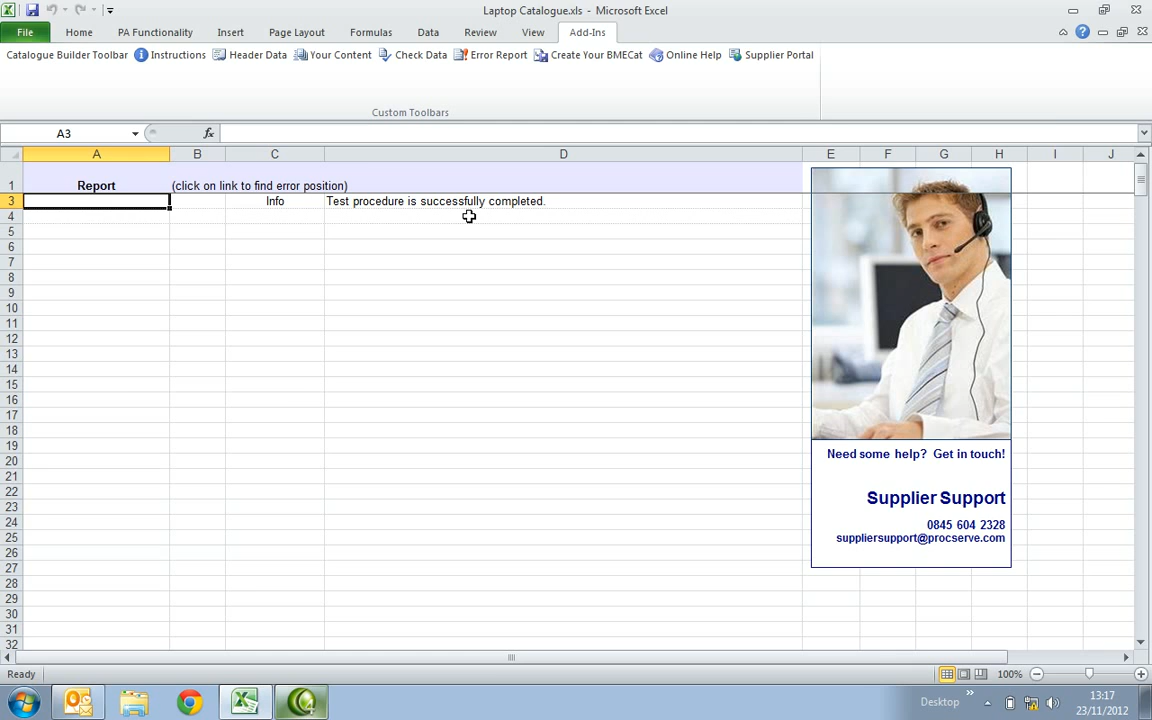 Laptop Catalogue.xls - Microsoft Excel
File Home PA Functionality Insert Page Layout Formulas Data Review View Add-Ins
Catalogue Builder Toolbar Instructions Header Data Your Content Check Data Error Report Create Your BMECat Online Help Supplier Portal
Custom Toolbars
A3 fx
A B C D E F G H I J
1 Report (click on link to find error position)
3 Info Test procedure is successfully completed.
4
5
6
7
8
9
10
11
12
13
14
15
16
17
18
19
20
21
22
23
24
25
26
27
28
29
30
31
32
Need some help? Get in touch!
Supplier Support
0845 604 2328
suppliersupport@procserve.com
Ready 100%
Desktop 13:17
23/11/2012